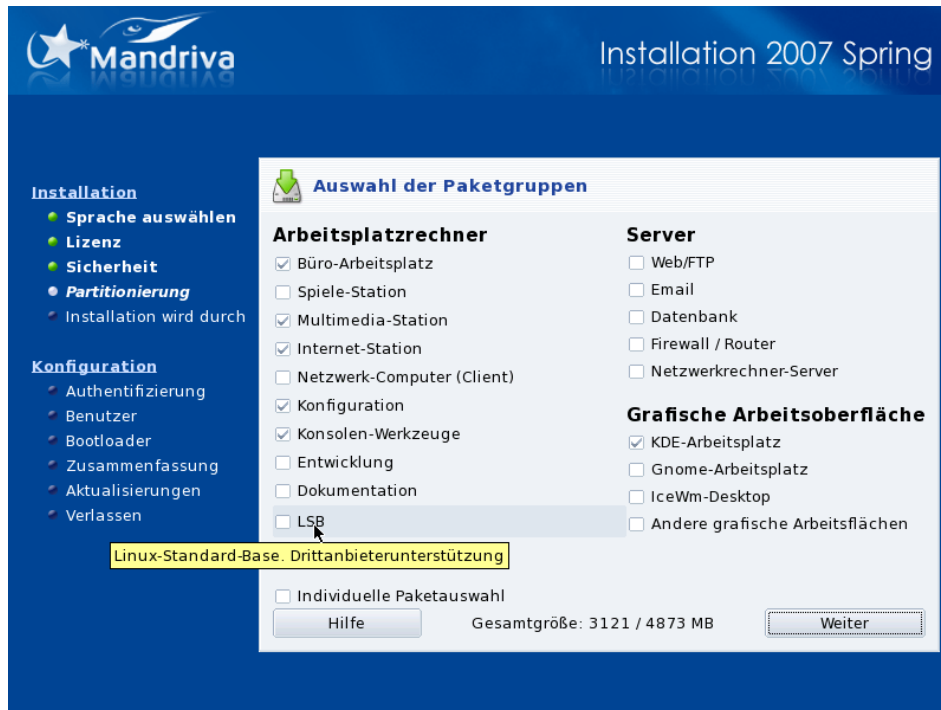 Mandriva
Installation 2007 Spring
Installation
Sprache auswählen
Lizenz
Sicherheit
Partitionierung
Installation wird durch
Konfiguration
Authentifizierung
Benutzer
Bootloader
Zusammenfassung
Aktualisierungen
Verlassen
Auswahl der Paketgruppen
Arbeitsplatzrechner
Büro-Arbeitsplatz
Spiele-Station
Multimedia-Station
Internet-Station
Netzwerk-Computer (Client)
Konfiguration
Konsolen-Werkzeuge
Entwicklung
Dokumentation
LSB
Linux-Standard-Base. Drittanbieterunterstützung
Server
Web/FTP
Email
Datenbank
Firewall / Router
Netzwerkrechner-Server
Grafische Arbeitsoberfläche
KDE-Arbeitsplatz
Gnome-Arbeitsplatz
IceWm-Desktop
Andere grafische Arbeitsflächen
Individuelle Paketauswahl
Hilfe
Gesamtgröße: 3121 / 4873 MB
Weiter